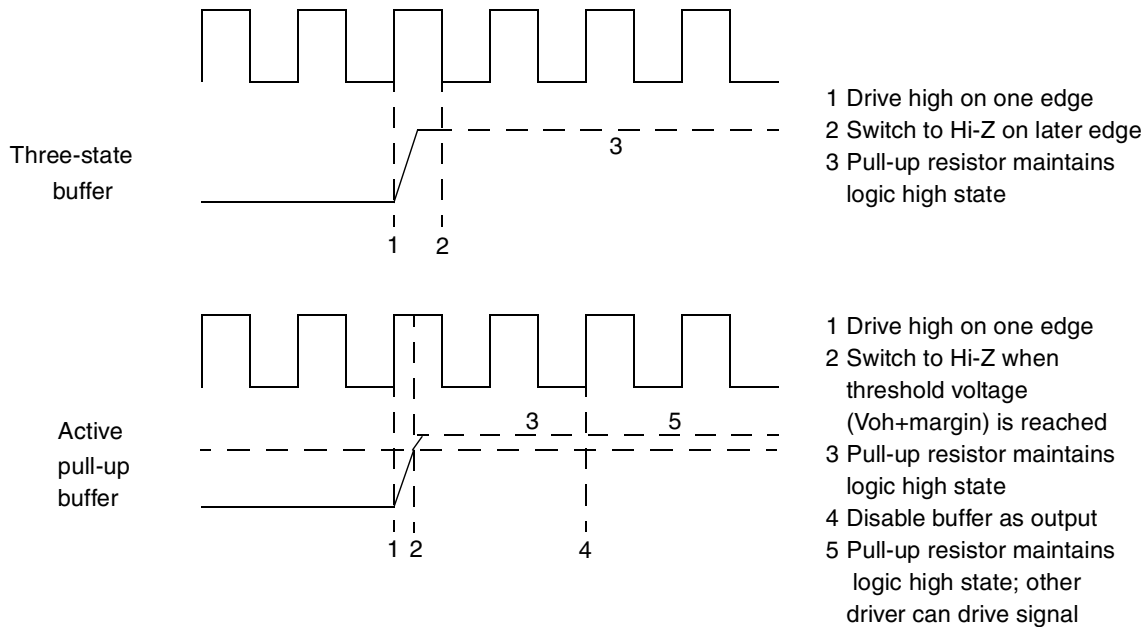 Three-state
buffer
3
1 2
1 Drive high on one edge
2 Switch to Hi-Z on later edge
3 Pull-up resistor maintains
logic high state
Active
pull-up
buffer
3
5
1 2
4
1 Drive high on one edge
2 Switch to Hi-Z when
threshold voltage
(Voh+margin) is reached
3 Pull-up resistor maintains
logic high state
4 Disable buffer as output
5 Pull-up resistor maintains
logic high state; other
driver can drive signal